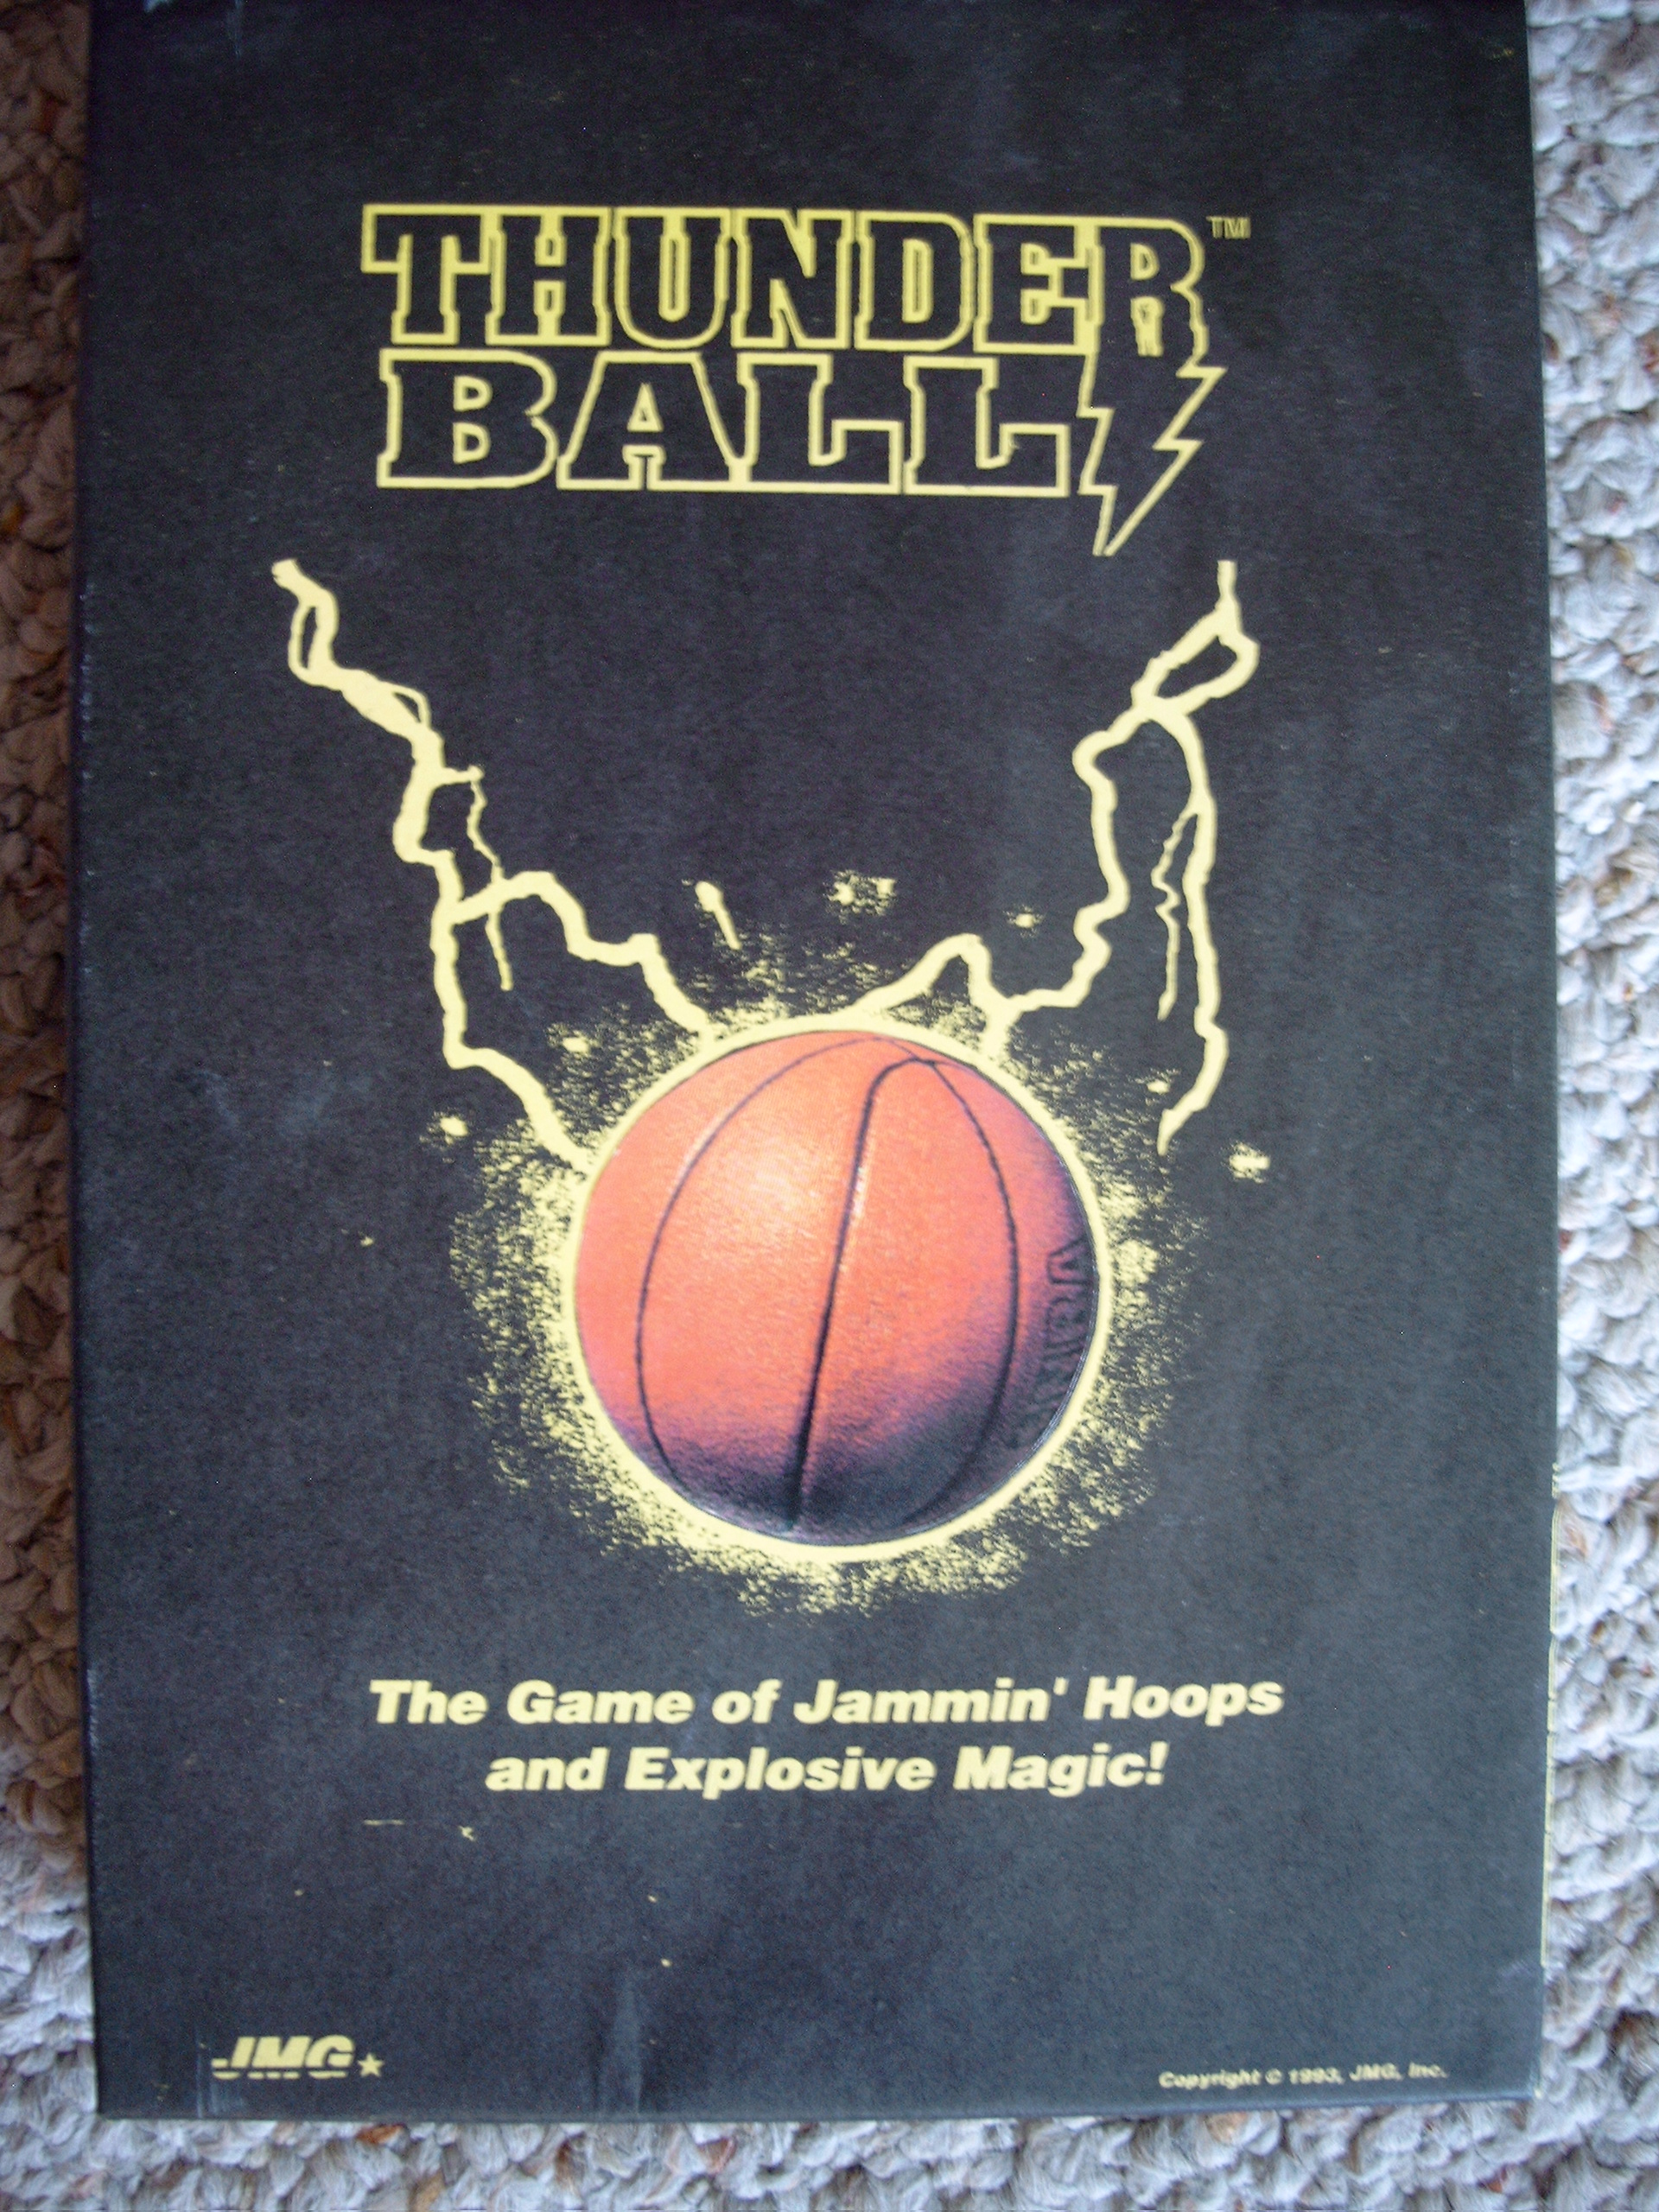 THUNDER™
BALL
The Game of Jammin' Hoops
and Explosive Magic!
JMG
Copyright © 1993, JMG, Inc.